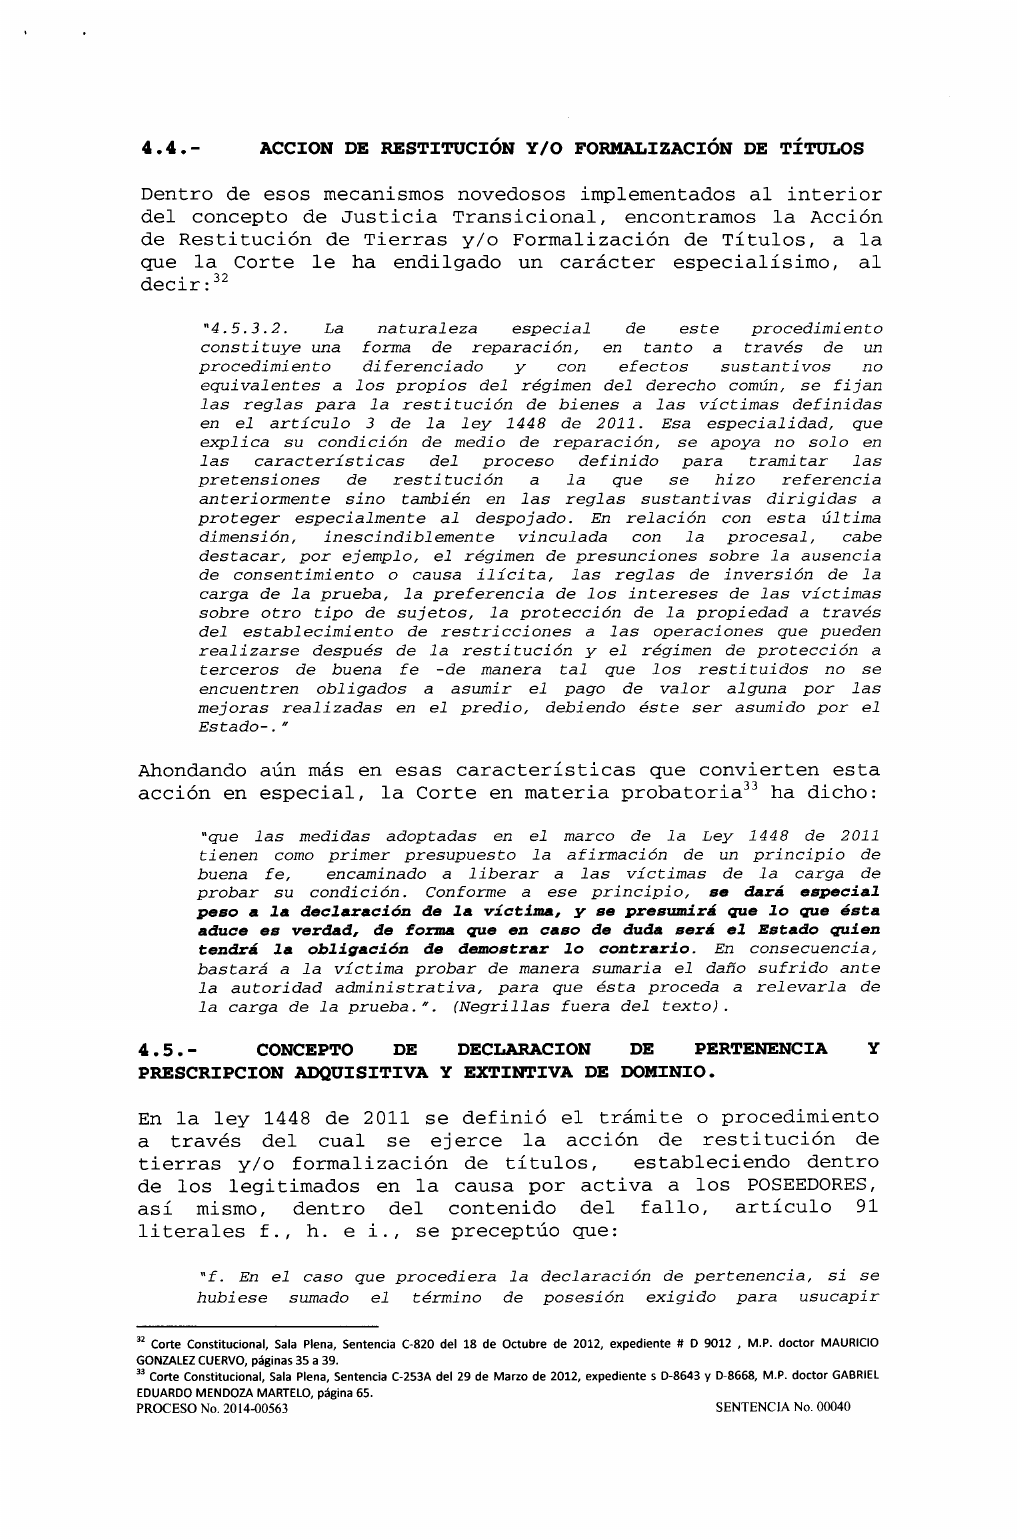 4.4.- ACCION DE RESTITUCIÓN Y/O FORMALIZACIÓN DE TÍTULOS
Dentro de esos mecanismos novedosos implementados al interior
del concepto de Justicia Transicional, encontramos la Acción
de Restitución de Tierras y/o Formalización de Títulos, a la
que la Corte le ha endilgado un carácter especialísimo, al
decir:32
"4.5.3.2. La naturaleza especial de este procedimiento
constituye una forma de reparación, en tanto a través de un
procedimiento diferenciado y con efectos sustantivos no
equivalentes a los propios del régimen del derecho común, se fijan
las reglas para la restitución de bienes a las víctimas definidas
en el artículo 3 de la ley 1448 de 2011. Esa especialidad, que
explica su condición de medio de reparación, se apoya no solo en
las características del proceso definido para tramitar las
pretensiones de restitución a la que se hizo referencia
anteriormente sino también en las reglas sustantivas dirigidas a
proteger especialmente al despojado. En relación con esta última
dimensión, inescindiblemente vinculada con la procesal, cabe
destacar, por ejemplo, el régimen de presunciones sobre la ausencia
de consentimiento o causa ilícita, las reglas de inversión de la
carga de la prueba, la preferencia de los intereses de las víctimas
sobre otro tipo de sujetos, la protección de la propiedad a través
del establecimiento de restricciones a las operaciones que pueden
realizarse después de la restitución y el régimen de protección a
terceros de buena fe -de manera tal que los restituidos no se
encuentren obligados a asumir el pago de valor alguna por las
mejoras realizadas en el predio, debiendo éste ser asumido por el
Estado-."
Ahondando aún más en esas características que convierten esta
acción en especial, la Corte en materia probatoria33 ha dicho:
"que las medidas adoptadas en el marco de la Ley 1448 de 2011
tienen como primer presupuesto la afirmación de un principio de
buena fe, encaminado a liberar a las víctimas de la carga de
probar su condición. Conforme a ese principio, se dará especial
peso a la declaración de la víctima, y se presumirá que lo que ésta
aduce es verdad, de forma que en caso de duda será el Estado quien
tendrá la obligación de demostrar lo contrario. En consecuencia,
bastará a la víctima probar de manera sumaria el daño sufrido ante
la autoridad administrativa, para que ésta proceda a relevarla de
la carga de la prueba.". (Negrillas fuera del texto).
4.5.- CONCEPTO DE DECLARACION DE PERTENENCIA Y
PRESCRIPCION ADQUISITIVA Y EXTINTIVA DE DOMINIO.
En la ley 1448 de 2011 se definió el trámite o procedimiento
a través del cual se ejerce la acción de restitución de
tierras y/o formalización de títulos, estableciendo dentro
de los legitimados en la causa por activa a los POSEEDORES,
así mismo, dentro del contenido del fallo, artículo 91
literales f., h. e i., se preceptúo que:
"f. En el caso que procediera la declaración de pertenencia, si se
hubiese sumado el término de posesión exigido para usucapir
32 Corte Constitucional, Sala Plena, Sentencia C-820 del 18 de Octubre de 2012, expediente # D 9012 , M.P. doctor MAURICIO
GONZALEZ CUERVO, páginas 35 a 39.
33 Corte Constitucional, Sala Plena, Sentencia C-253A del 29 de Marzo de 2012, expediente s D-8643 y D-8668, M.P. doctor GABRIEL
EDUARDO MENDOZA MARTELO, página 65.
PROCESO No. 2014-00563 SENTENCIA No. 00040